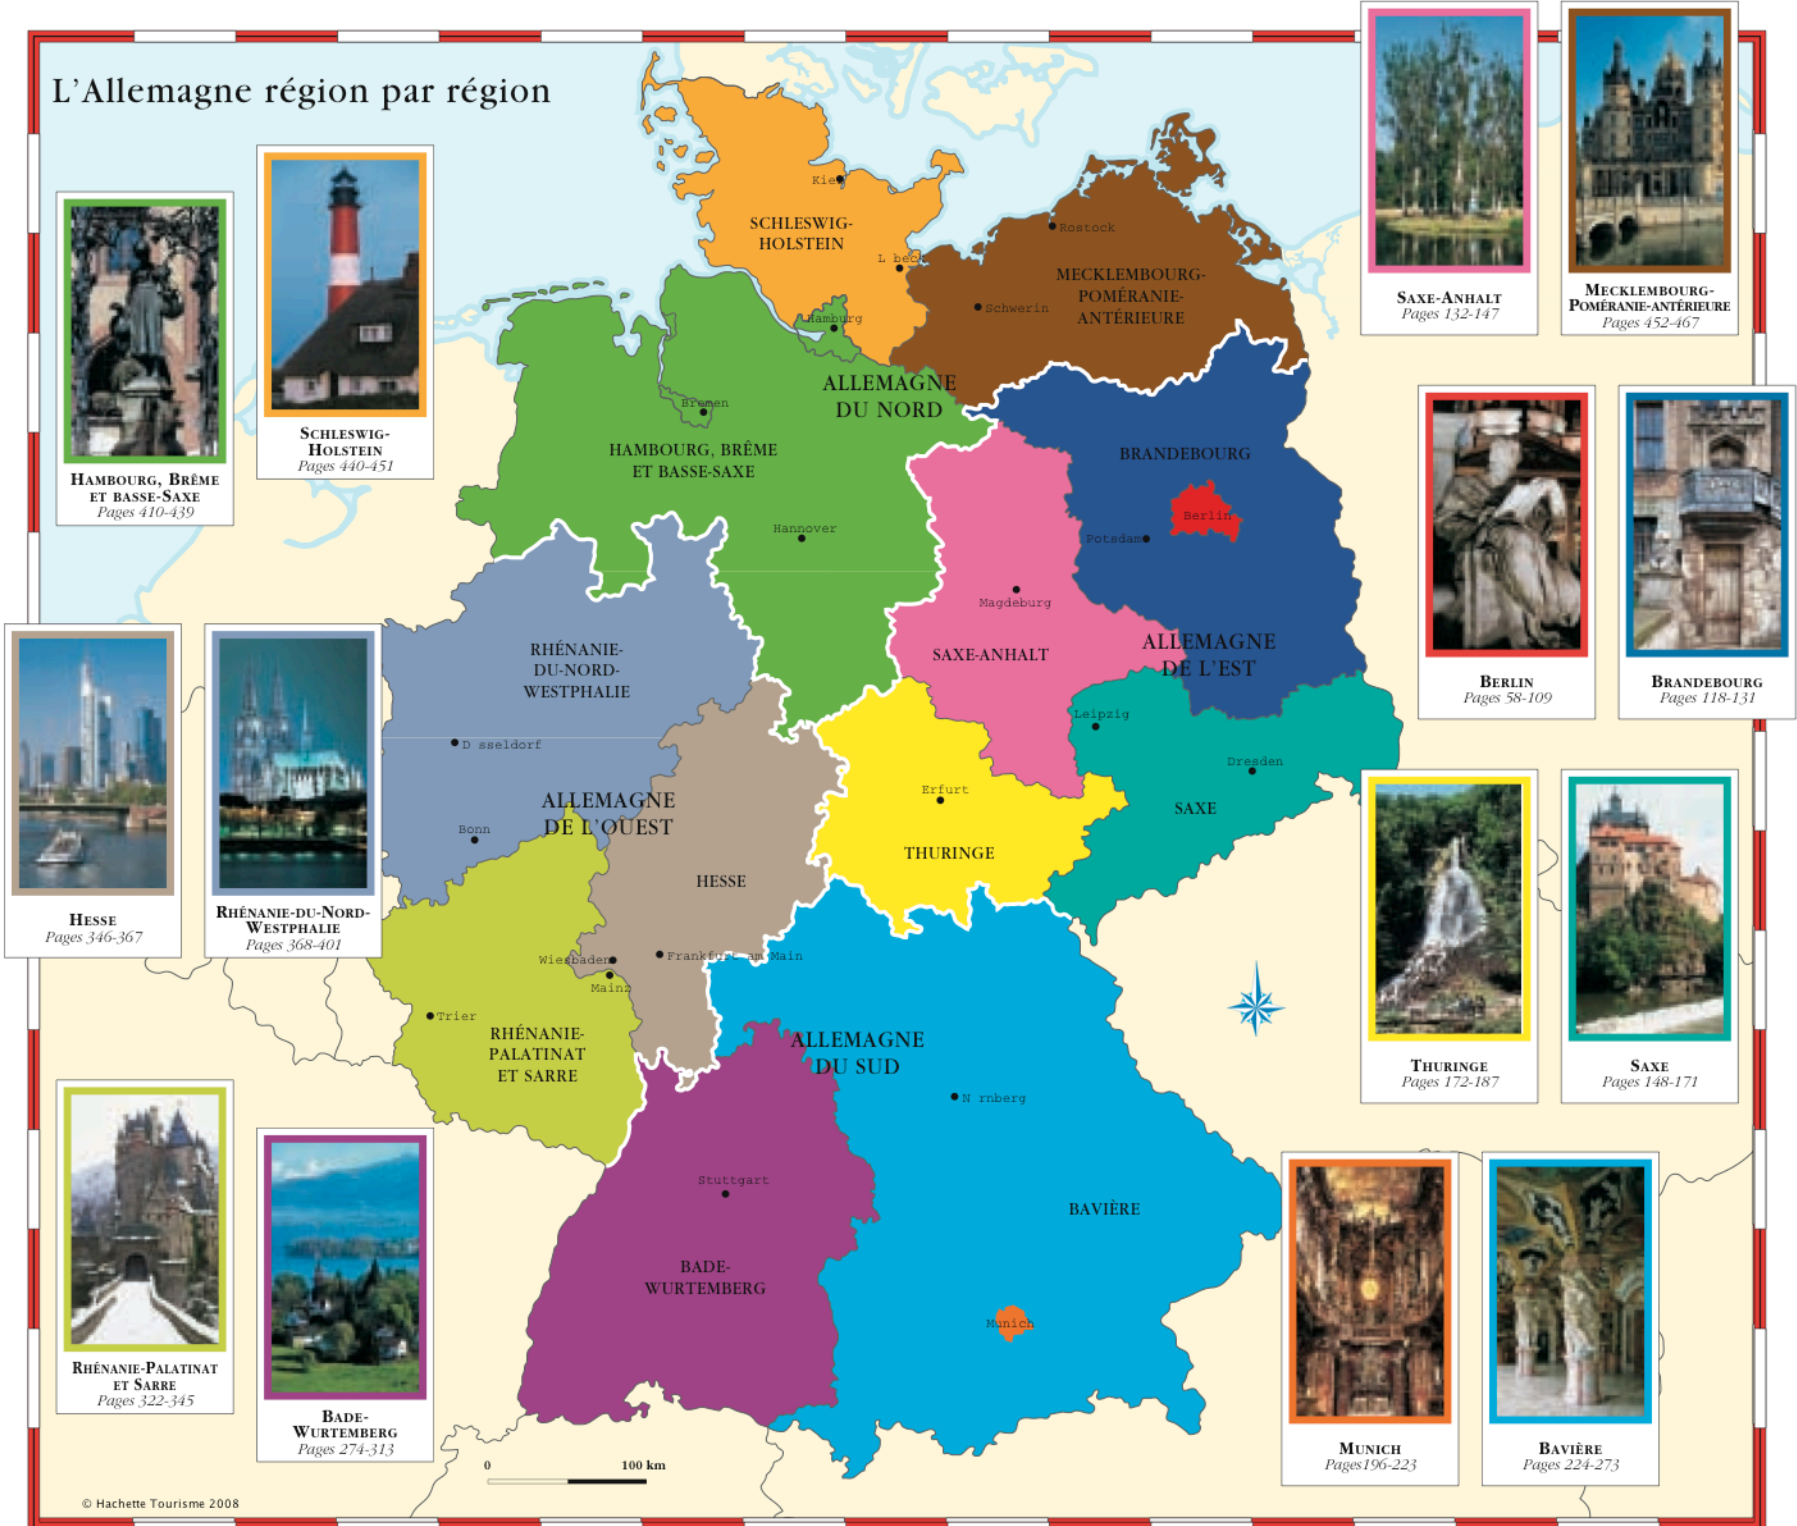 L'Allemagne région par région
SAXE-ANHALT
Pages 132-147
MECKLEMBOURG-
POMÉRANIE-ANTÉRIEURE
Pages 452-467
SCHLESWIG-
HOLSTEIN
Pages 440-451
HAMBOURG, BRÊME
ET BASSE-SAXE
Pages 410-439
BERLIN
Pages 58-109
BRANDEBOURG
Pages 118-131
HESSE
Pages 346-367
RHÉNANIE-DU-NORD-
WESTPHALIE
Pages 368-401
THURINGE
Pages 172-187
SAXE
Pages 148-171
RHÉNANIE-PALATINAT
ET SARRE
Pages 322-345
BADE-
WURTEMBERG
Pages 274-313
MUNICH
Pages196-223
BAVIÈRE
Pages 224-273
Kiel
SCHLESWIG-
HOLSTEIN
L beck
Rostock
MECKLEMBOURG-
POMÉRANIE-
ANTÉRIEURE
Schwerin
Hamburg
ALLEMAGNE
DU NORD
Bremen
HAMBOURG, BRÊME
ET BASSE-SAXE
Hannover
BRANDEBOURG
Berlin
Potsdam
Magdeburg
SAXE-ANHALT
ALLEMAGNE
DE L'EST
RHÉNANIE-
DU-NORD-
WESTPHALIE
D sseldorf
Bonn
ALLEMAGNE
DE L'OUEST
Leipzig
Dresden
SAXE
Erfurt
THURINGE
HESSE
Wiesbaden
Frankfurt am Main
Mainz
Trier
RHÉNANIE-
PALATINAT
ET SARRE
ALLEMAGNE
DU SUD
N rnberg
Stuttgart
BAVIÈRE
BADE-
WURTEMBERG
Munich
0 100 km
© Hachette Tourisme 2008